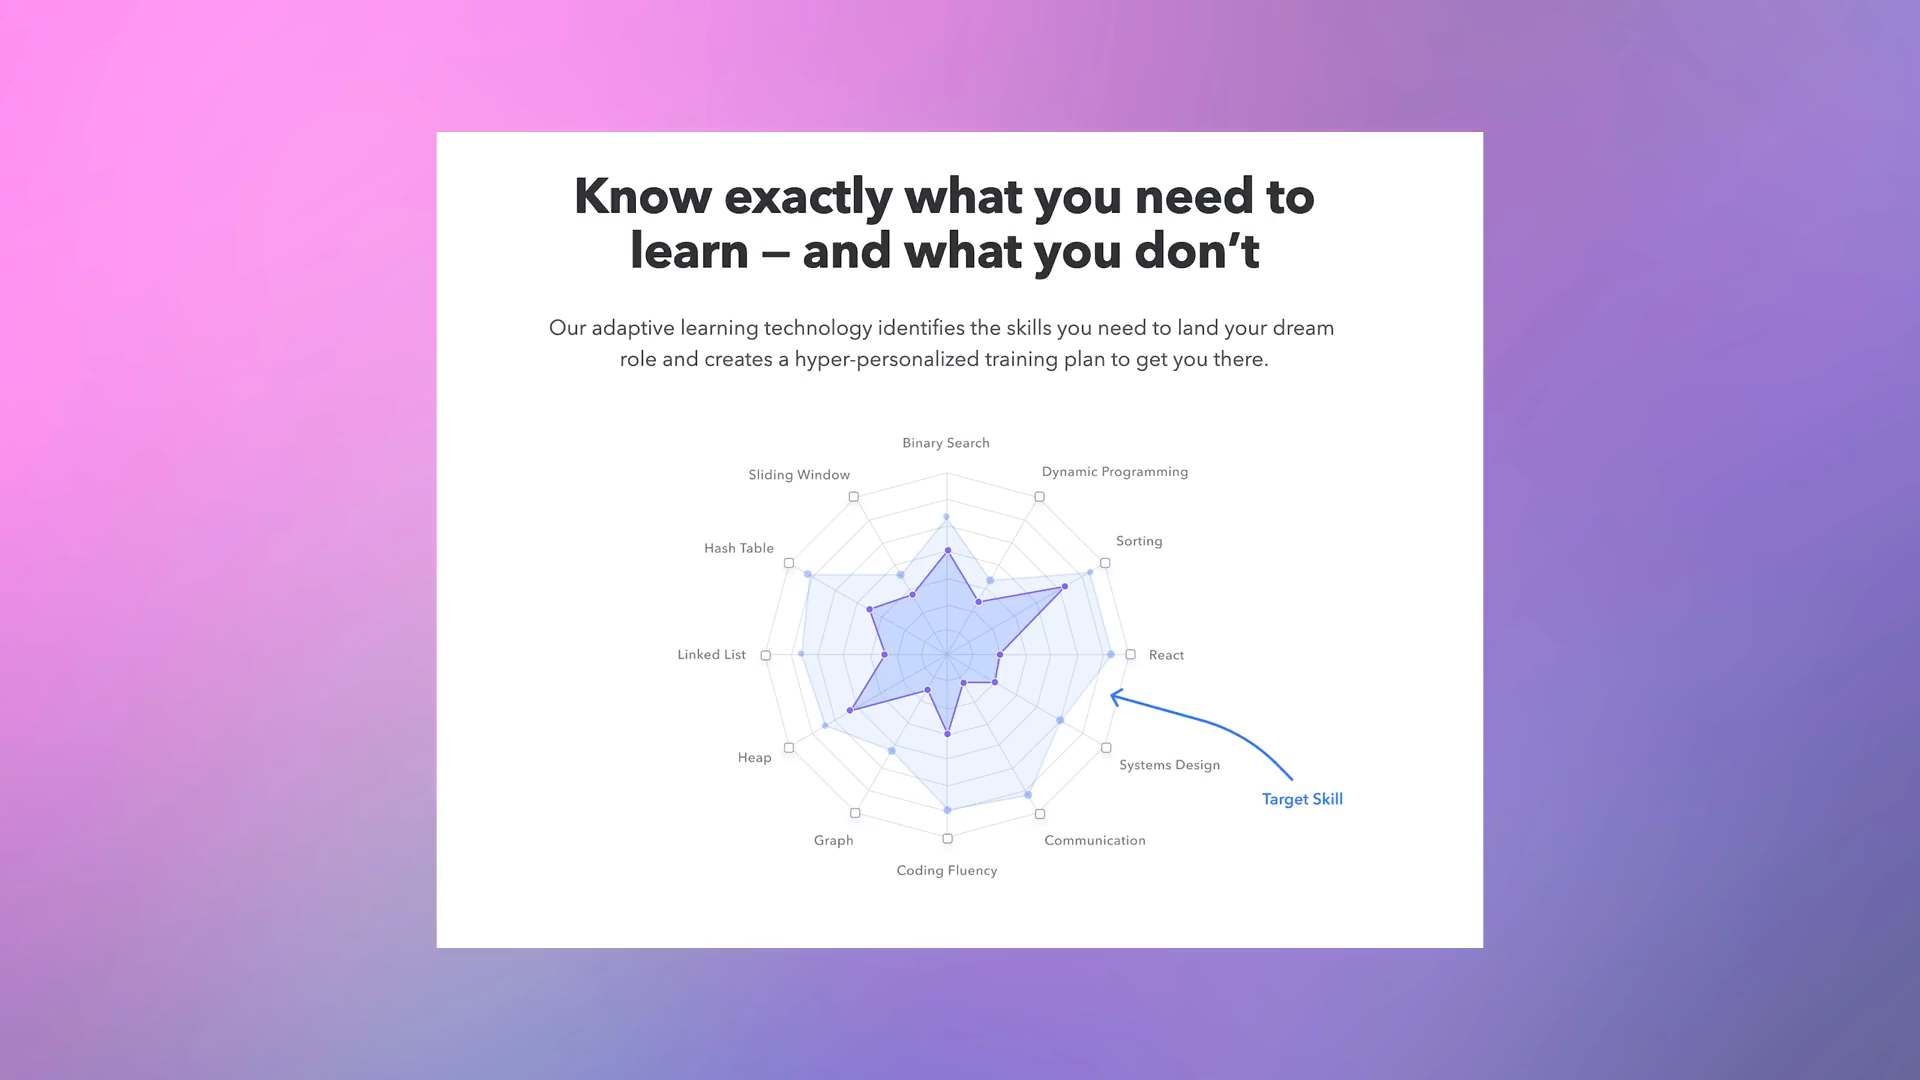 Know exactly what you need to
learn – and what you don’t
Our adaptive learning technology identifies the skills you need to land your dream
role and creates a hyper-personalized training plan to get you there.
Binary Search
Dynamic Programming
Sliding Window
Sorting
Hash Table
React
Linked List
Systems Design
Heap
Target Skill
Communication
Graph
Coding Fluency